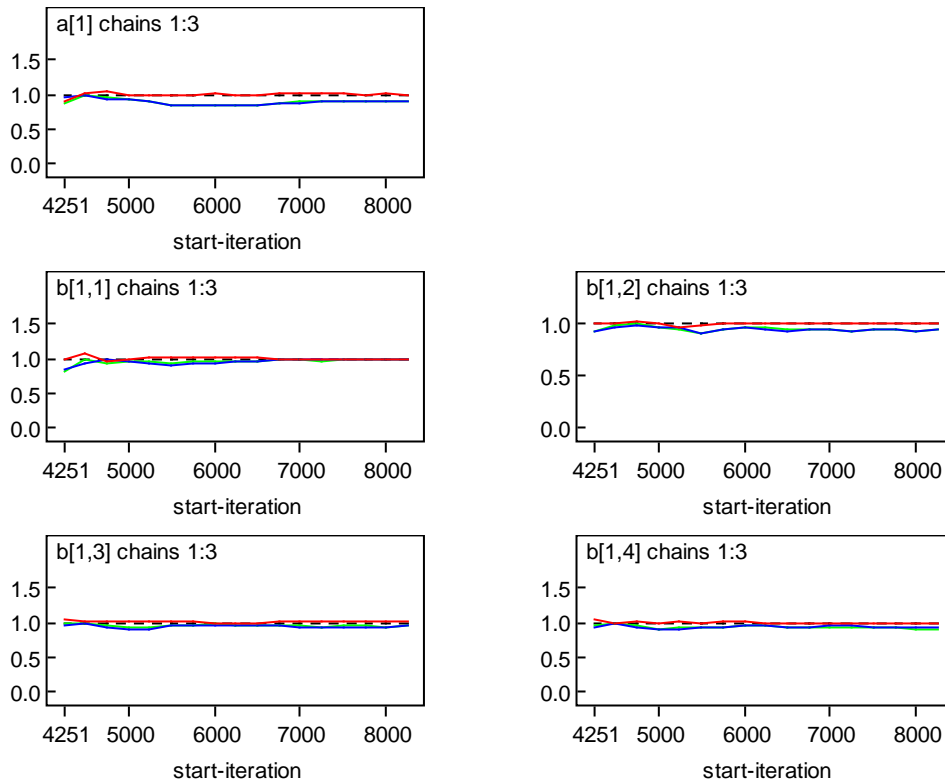 a[1] chains 1:3
1.5
1.0
0.5
0.0
4251 5000 6000 7000 8000
start-iteration
b[1,1] chains 1:3
1.5
1.0
0.5
0.0
4251 5000 6000 7000 8000
start-iteration
b[1,2] chains 1:3
1.0
0.5
0.0
4251 5000 6000 7000 8000
start-iteration
b[1,3] chains 1:3
1.5
1.0
0.5
0.0
4251 5000 6000 7000 8000
start-iteration
b[1,4] chains 1:3
1.5
1.0
0.5
0.0
4251 5000 6000 7000 8000
start-iteration